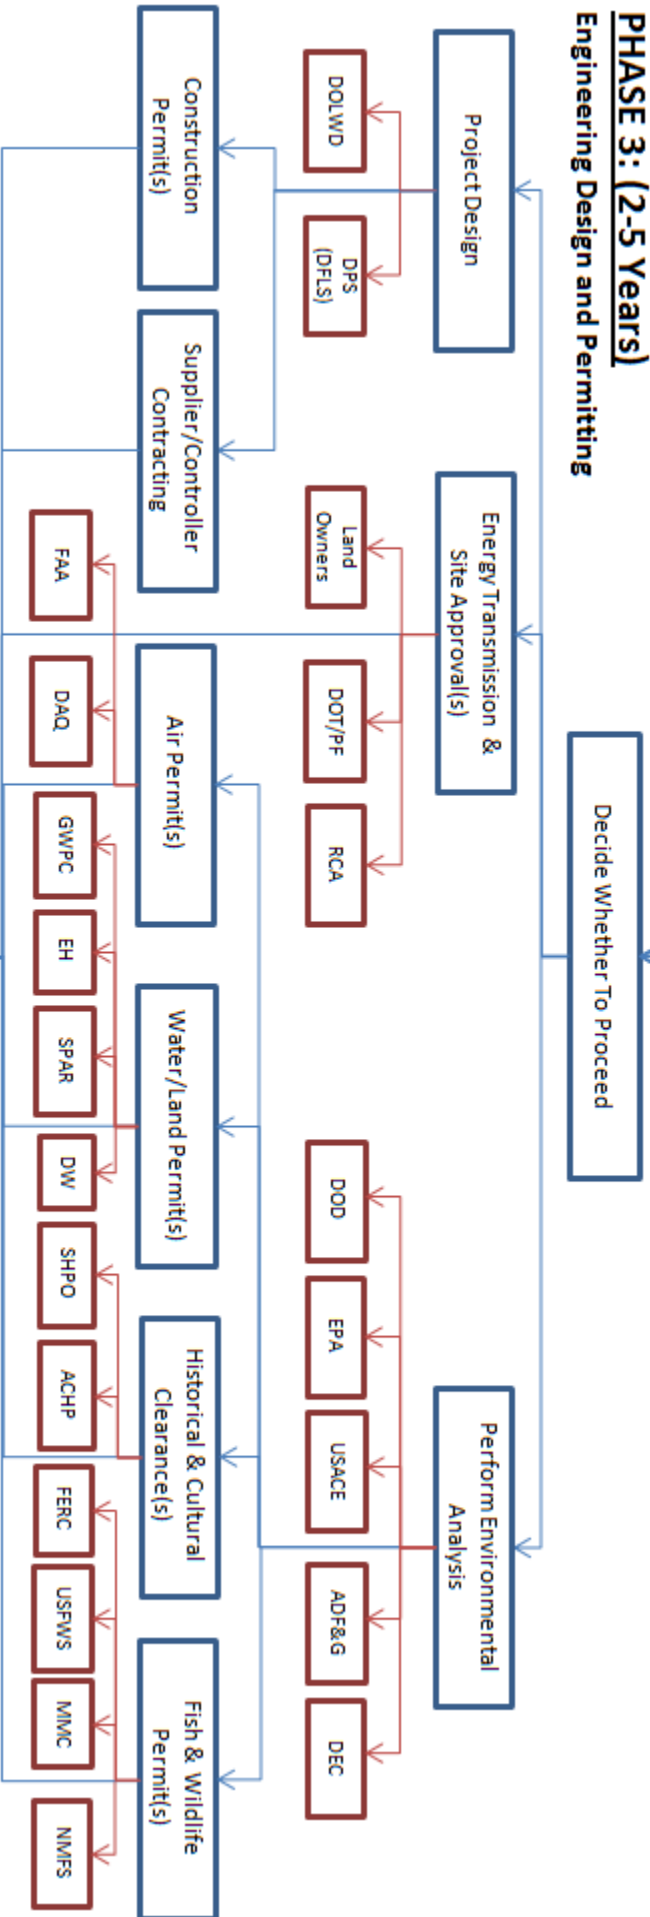 PHASE 3: (2-5 Years)
Engineering Design and Permitting
Decide Whether To Proceed
Project Design
Energy Transmission &
Site Approval(s)
Perform Environmental
Analysis
DOLWD
DPS
(DFLS)
Land
Owners
DOT/PF
RCA
DOD
EPA
USACE
ADF&G
DEC
Construction
Permit(s)
Supplier/Controller
Contracting
Air Permit(s)
Water/Land Permit(s)
Historical & Cultural
Clearance(s)
Fish & Wildlife
Permit(s)
FAA
DAQ
GWPC
EH
SPAR
DW
SHPO
ACHP
FERC
USFWS
MMC
NMFS